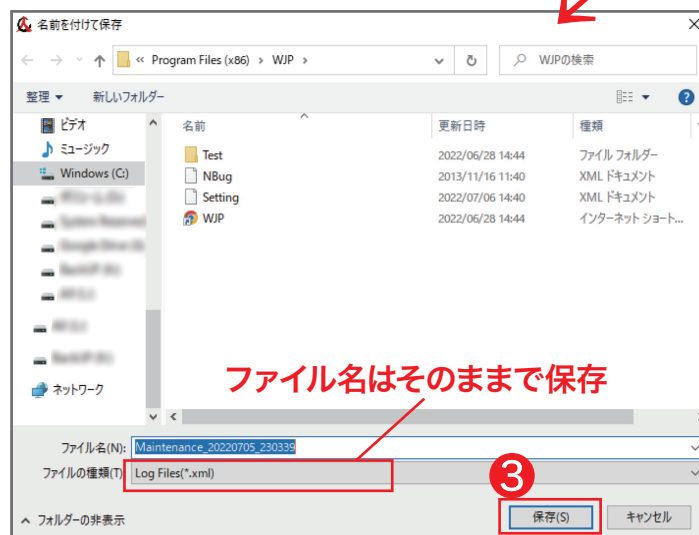 名前を付けて保存
« Program Files (x86) › WJP ›
WJPの検索
整理 新しいフォルダー
ビデオ
ミュージック
Windows (C:)
ネットワーク
名前 更新日時 種類
Test 2022/06/28 14:44 ファイル フォルダー
NBug 2013/11/16 11:40 XML ドキュメント
Setting 2022/07/06 14:40 XML ドキュメント
WJP 2022/06/28 14:44 インターネット ショート...
ファイル名はそのままで保存
ファイル名(N): Maintenance_20220705_230339
ファイルの種類(T) Log Files(*.xml)
3
フォルダーの非表示
保存(S) キャンセル